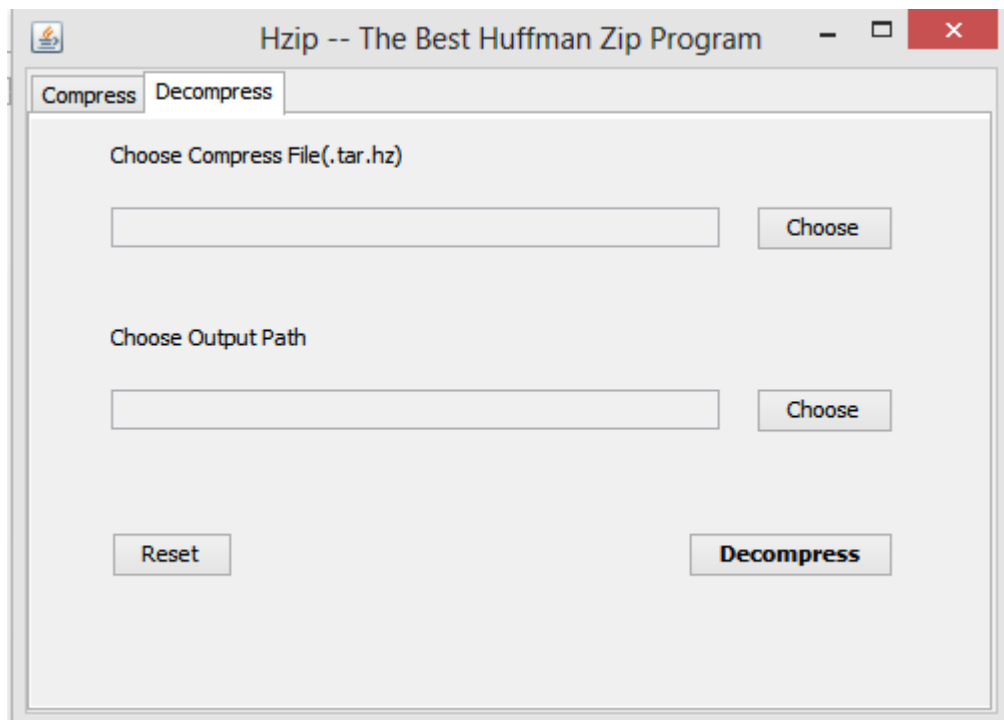 Hzip -- The Best Huffman Zip Program
Compress Decompress
Choose Compress File(.tar.hz)
Choose
Choose Output Path
Choose
Reset Decompress